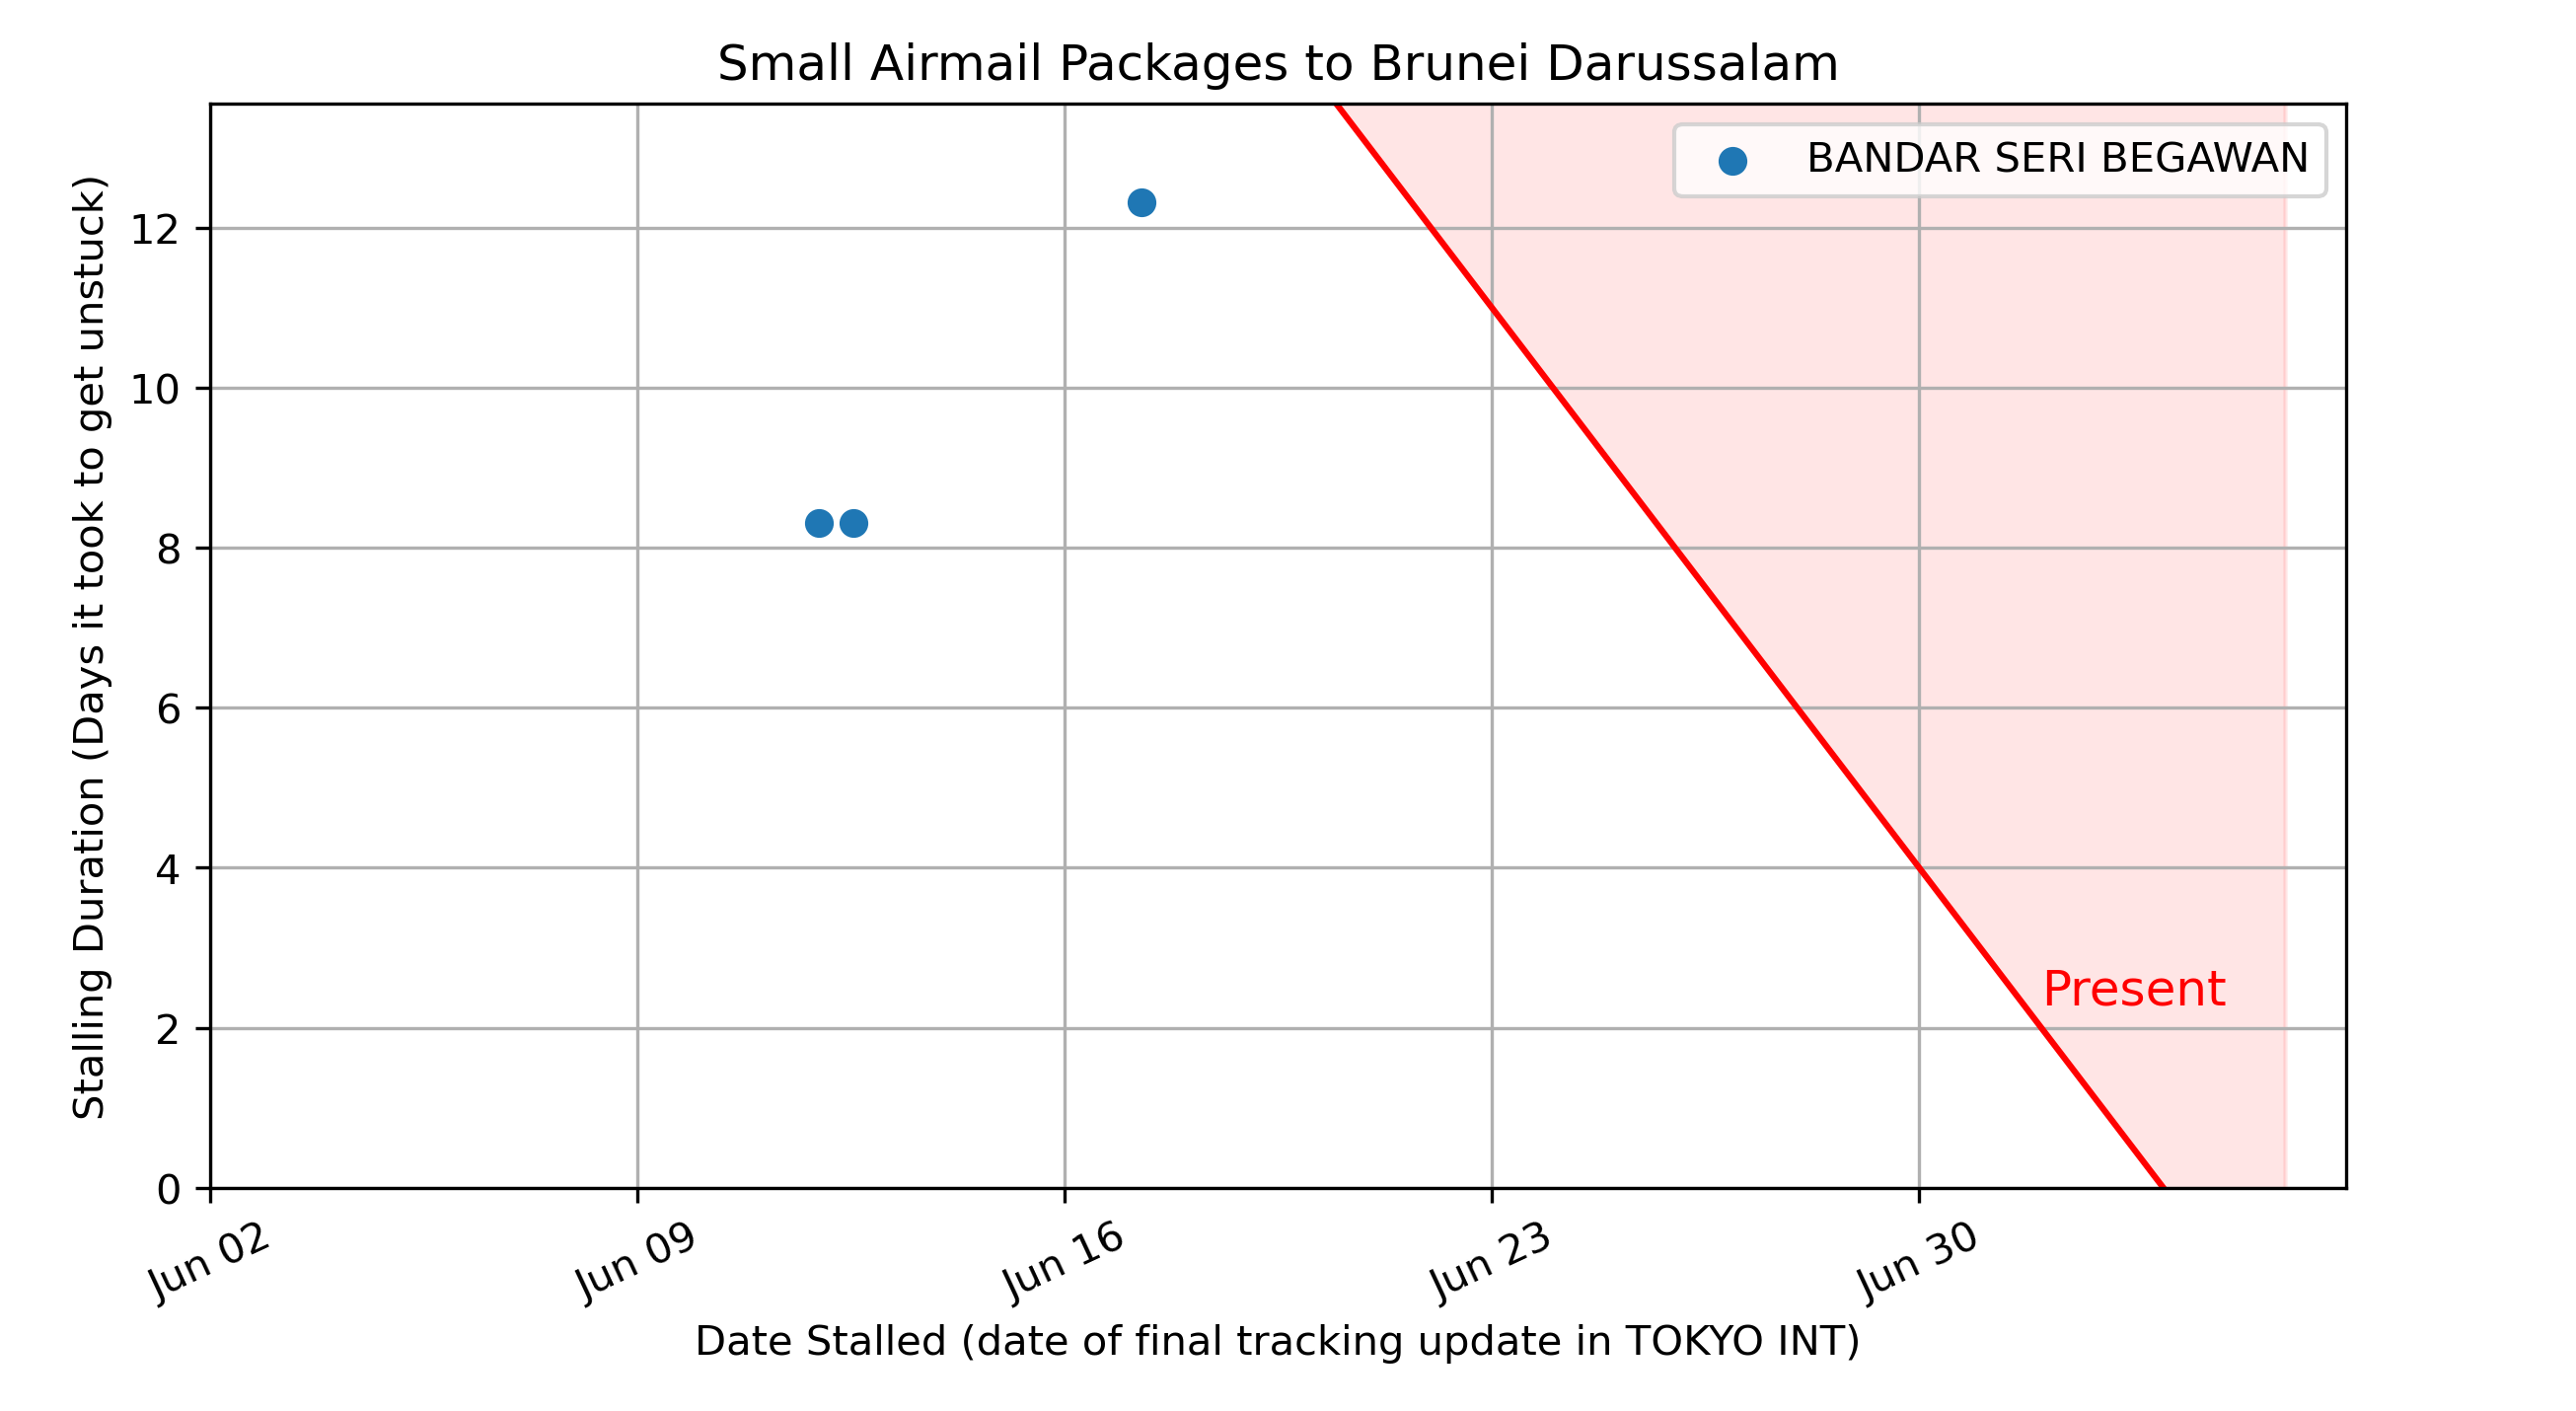 Small Airmail Packages to Brunei Darussalam
BANDAR SERI BEGAWAN
Stalling Duration (Days it took to get unstuck)
12
10
8
6
4
2
0
Present
Jun 02
Jun 09
Jun 16
Jun 23
Jun 30
Date Stalled (date of final tracking update in TOKYO INT)